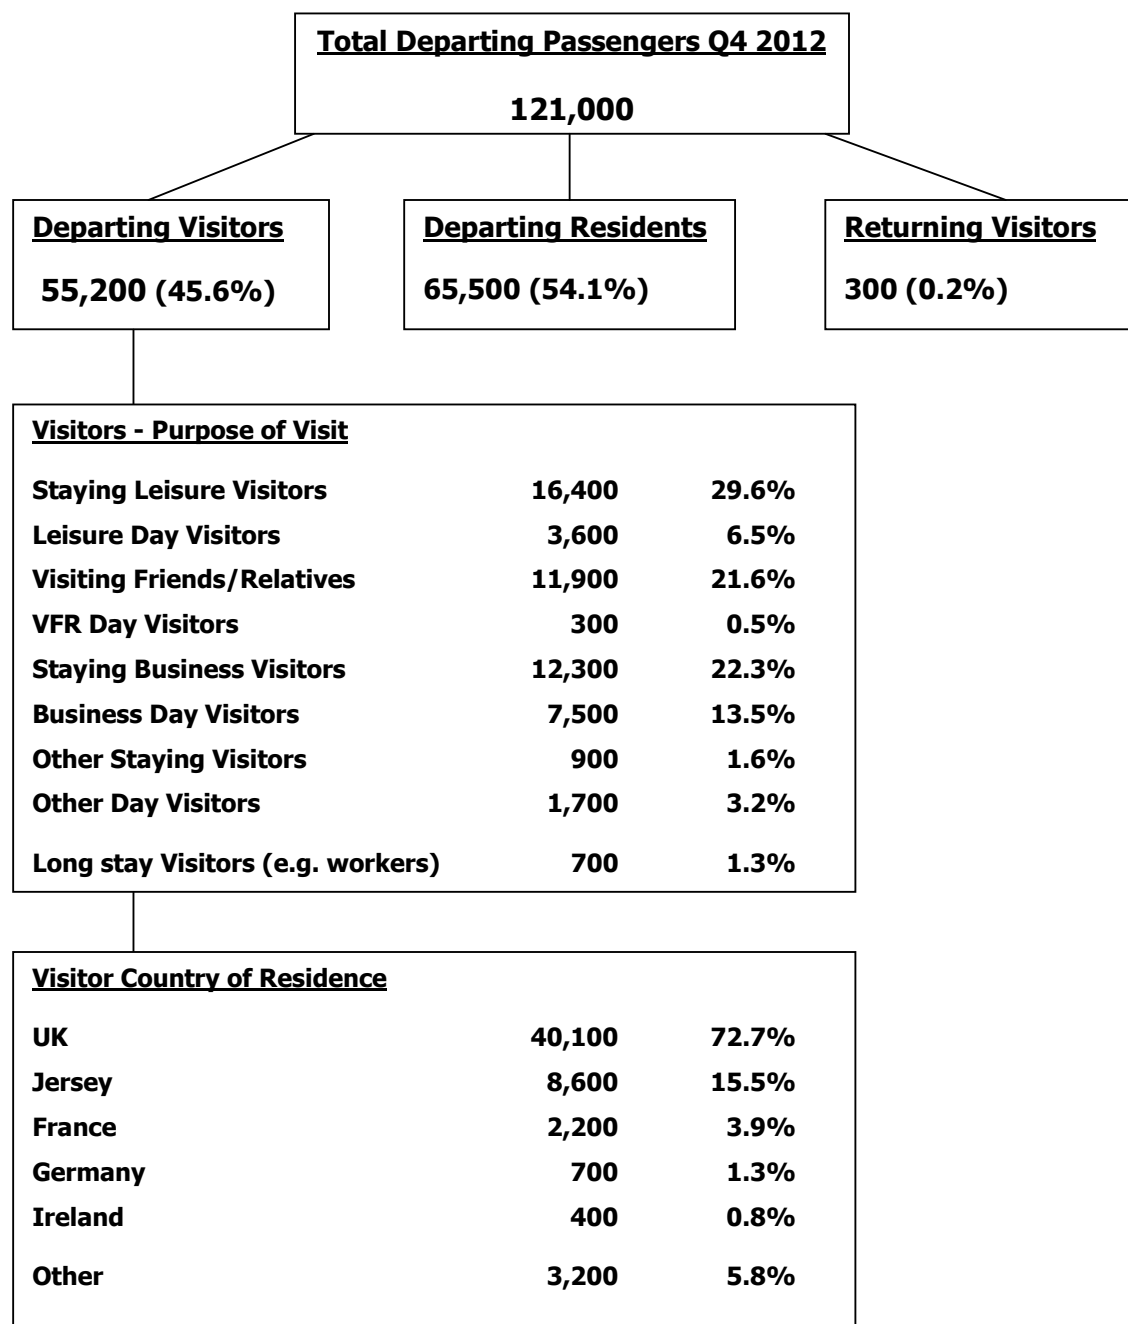 Total Departing Passengers Q4 2012
121,000
Departing Visitors
55,200 (45.6%)
Departing Residents
65,500 (54.1%)
Returning Visitors
300 (0.2%)
Visitors - Purpose of Visit
Staying Leisure Visitors 16,400 29.6%
Leisure Day Visitors 3,600 6.5%
Visiting Friends/Relatives 11,900 21.6%
VFR Day Visitors 300 0.5%
Staying Business Visitors 12,300 22.3%
Business Day Visitors 7,500 13.5%
Other Staying Visitors 900 1.6%
Other Day Visitors 1,700 3.2%
Long stay Visitors (e.g. workers) 700 1.3%
Visitor Country of Residence
UK 40,100 72.7%
Jersey 8,600 15.5%
France 2,200 3.9%
Germany 700 1.3%
Ireland 400 0.8%
Other 3,200 5.8%